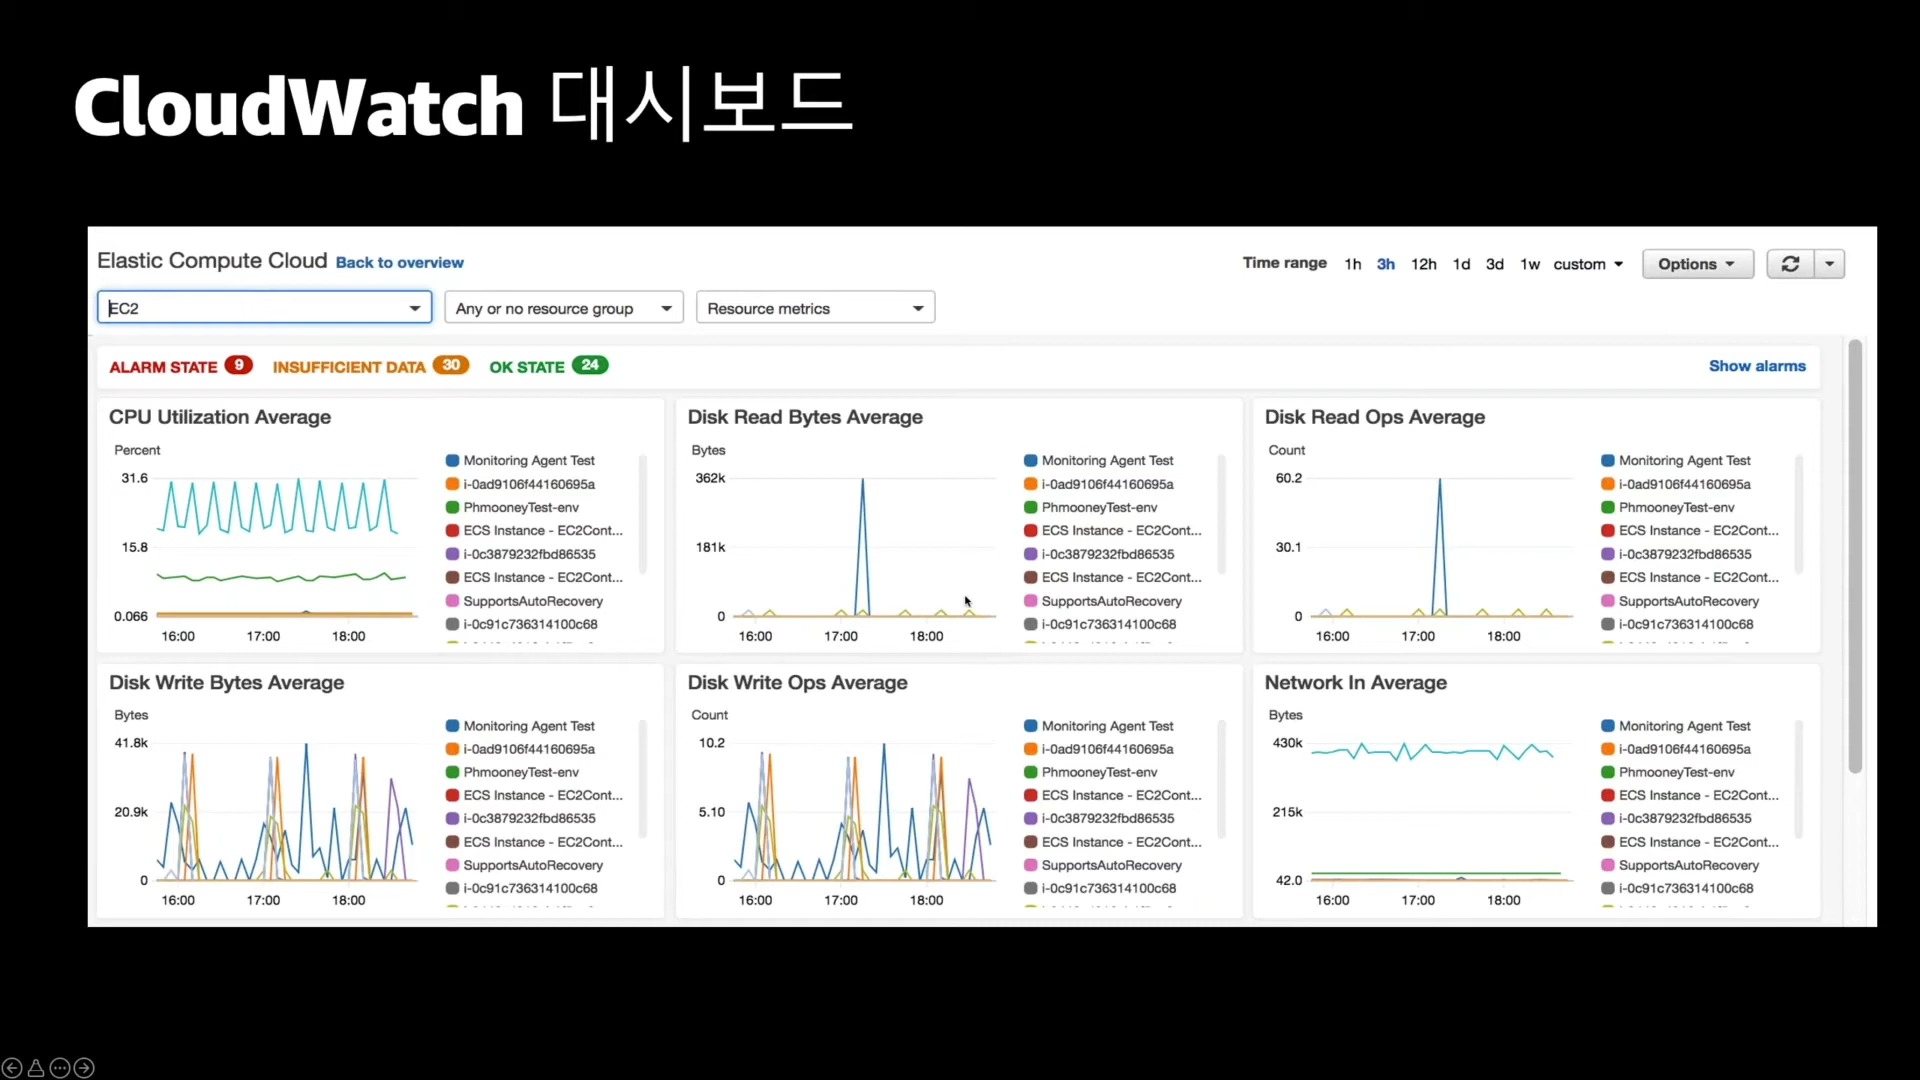 CloudWatch 대시보드
Elastic Compute Cloud Back to overview
Time range 1h 3h 12h 1d 3d 1w custom Options
EC2 Any or no resource group Resource metrics
ALARM STATE 9 INSUFFICIENT DATA 30 OK STATE 24 Show alarms
CPU Utilization Average
Percent
31.6
15.8
0.066
16:00 17:00 18:00
Monitoring Agent Test
i-0ad9106f44160695a
PhmooneyTest-env
ECS Instance - EC2Cont...
i-0c3879232fbd86535
ECS Instance - EC2Cont...
SupportsAutoRecovery
i-0c91c736314100c68
Disk Read Bytes Average
Bytes
362k
181k
0
16:00 17:00 18:00
Monitoring Agent Test
i-0ad9106f44160695a
PhmooneyTest-env
ECS Instance - EC2Cont...
i-0c3879232fbd86535
ECS Instance - EC2Cont...
SupportsAutoRecovery
i-0c91c736314100c68
Disk Read Ops Average
Count
60.2
30.1
0
16:00 17:00 18:00
Monitoring Agent Test
i-0ad9106f44160695a
PhmooneyTest-env
ECS Instance - EC2Cont...
i-0c3879232fbd86535
ECS Instance - EC2Cont...
SupportsAutoRecovery
i-0c91c736314100c68
Disk Write Bytes Average
Bytes
41.8k
20.9k
0
16:00 17:00 18:00
Monitoring Agent Test
i-0ad9106f44160695a
PhmooneyTest-env
ECS Instance - EC2Cont...
i-0c3879232fbd86535
ECS Instance - EC2Cont...
SupportsAutoRecovery
i-0c91c736314100c68
Disk Write Ops Average
Count
10.2
5.10
0
16:00 17:00 18:00
Monitoring Agent Test
i-0ad9106f44160695a
PhmooneyTest-env
ECS Instance - EC2Cont...
i-0c3879232fbd86535
ECS Instance - EC2Cont...
SupportsAutoRecovery
i-0c91c736314100c68
Network In Average
Bytes
430k
215k
42.0
16:00 17:00 18:00
Monitoring Agent Test
i-0ad9106f44160695a
PhmooneyTest-env
ECS Instance - EC2Cont...
i-0c3879232fbd86535
ECS Instance - EC2Cont...
SupportsAutoRecovery
i-0c91c736314100c68